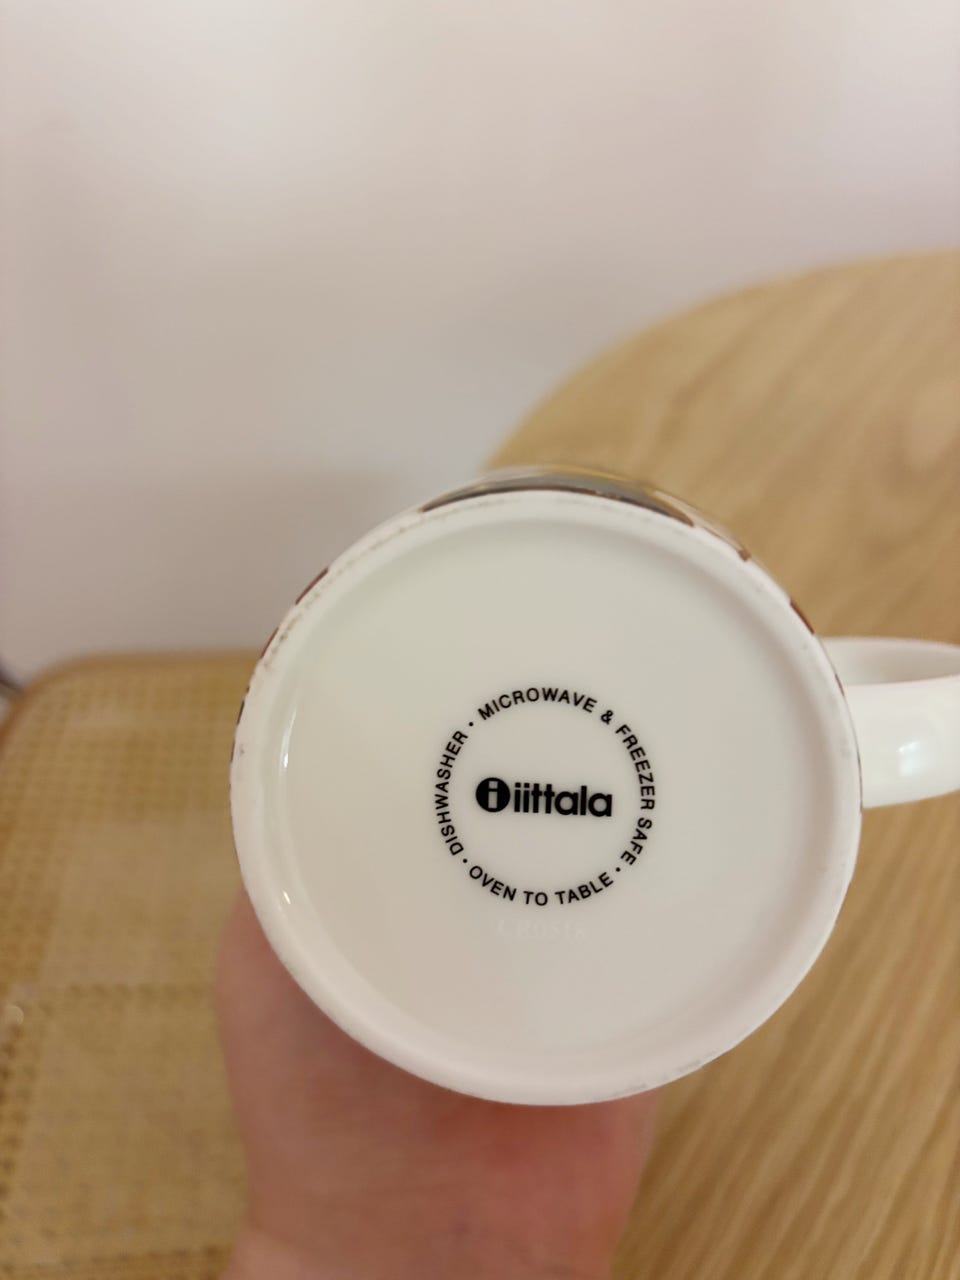 DISHWASHER • MICROWAVE & FREEZER SAFE • OVEN TO TABLE •
iittala